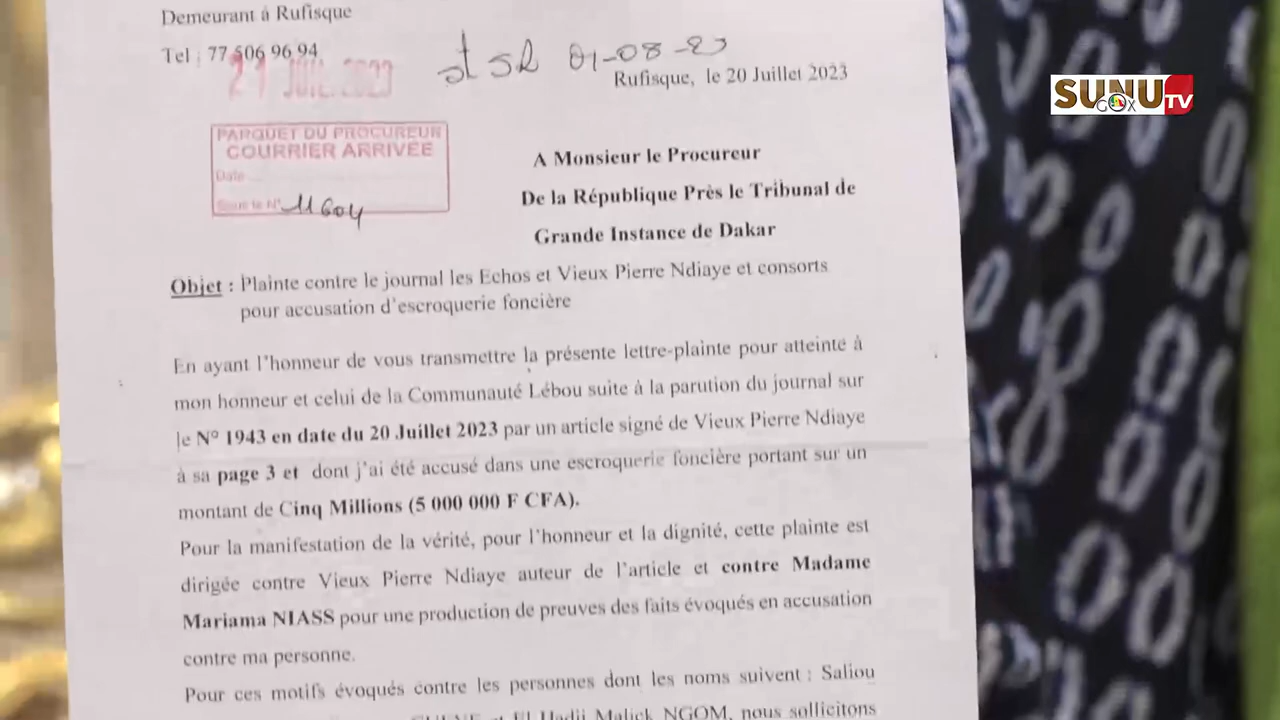 Demeurant à Rufisque
Tel : 77 506 96 94
21 JUIL 2023
01-08-23
Rufisque, le 20 Juillet 2023
SUNU
GOX
TV
PARQUET DU PROCUREUR
COURRIER ARRIVÉE
Date
Sous le N° 11604
A Monsieur le Procureur
De la République Près le Tribunal de
Grande Instance de Dakar
Objet : Plainte contre le journal les Echos et Vieux Pierre Ndiaye et consorts
pour accusation d'escroquerie foncière
En ayant l'honneur de vous transmettre la présente lettre-plainte pour atteinte à
mon honneur et celui de la Communauté Lébou suite à la parution du journal sur
le N° 1943 en date du 20 Juillet 2023 par un article signé de Vieux Pierre Ndiaye
à sa page 3 et dont j'ai été accusé dans une escroquerie foncière portant sur un
montant de Cinq Millions (5 000 000 F CFA).
Pour la manifestation de la vérité, pour l'honneur et la dignité, cette plainte est
dirigée contre Vieux Pierre Ndiaye auteur de l'article et contre Madame
Mariama NIASS pour une production de preuves des faits évoqués en accusation
contre ma personne.
Pour ces motifs évoqués contre les personnes dont les noms suivent : Saliou
et El Hadji Malick NGOM, nous sollicitons